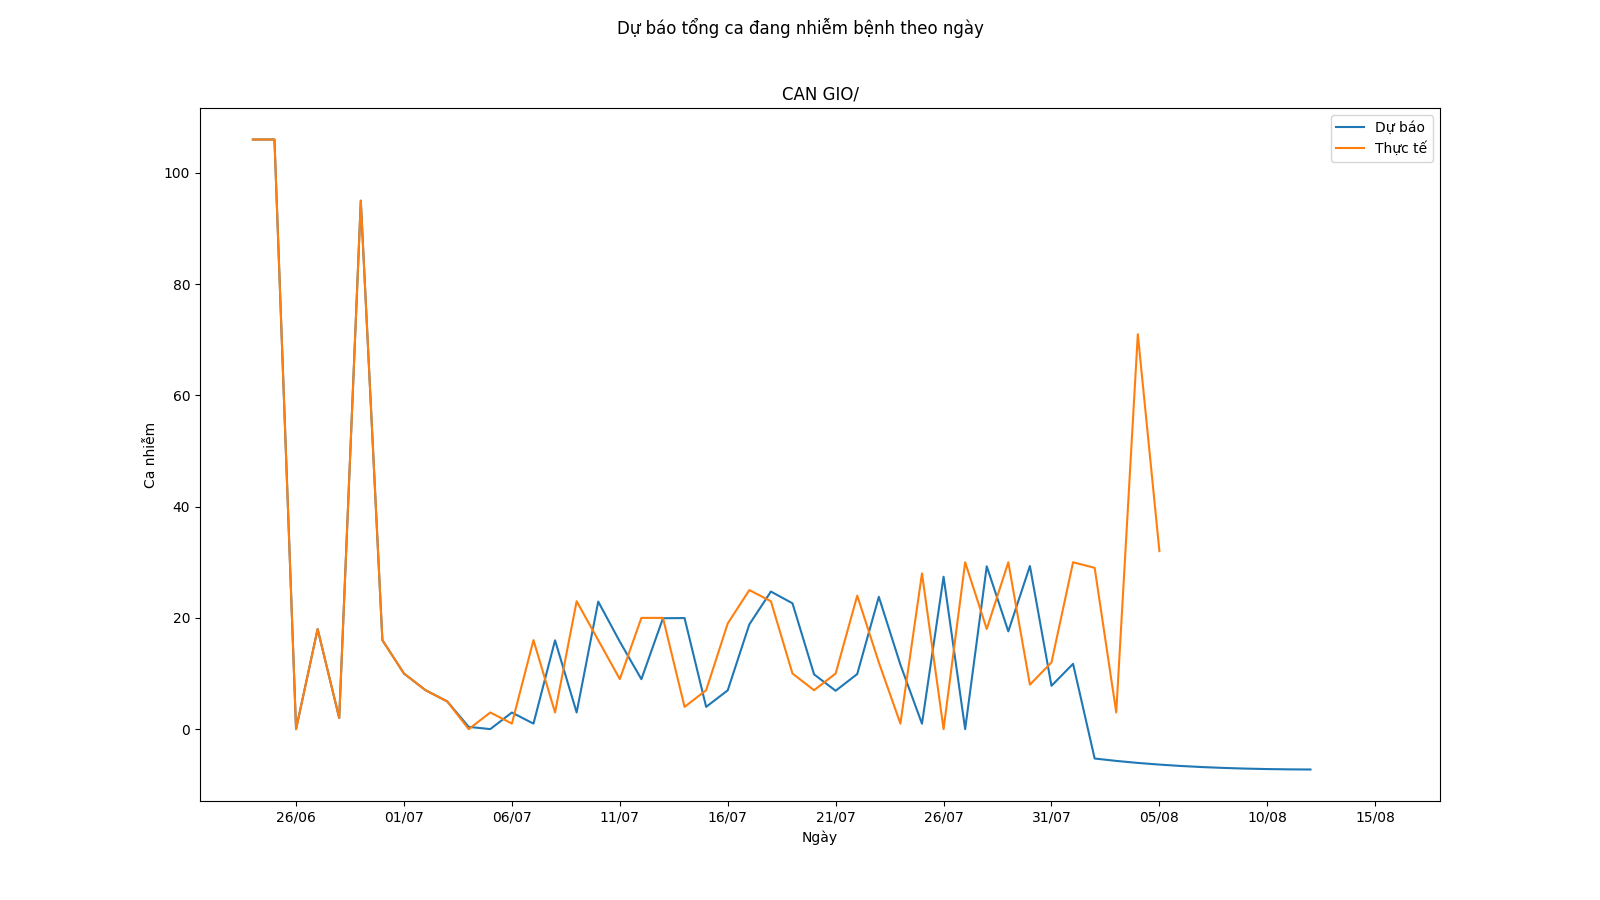 Dự báo tổng ca đang nhiễm bệnh theo ngày
CAN GIO/
Dự báo
Thực tế
100
80
60
40
20
0
Ca nhiễm
26/06
01/07
06/07
11/07
16/07
21/07
26/07
31/07
05/08
10/08
15/08
Ngày